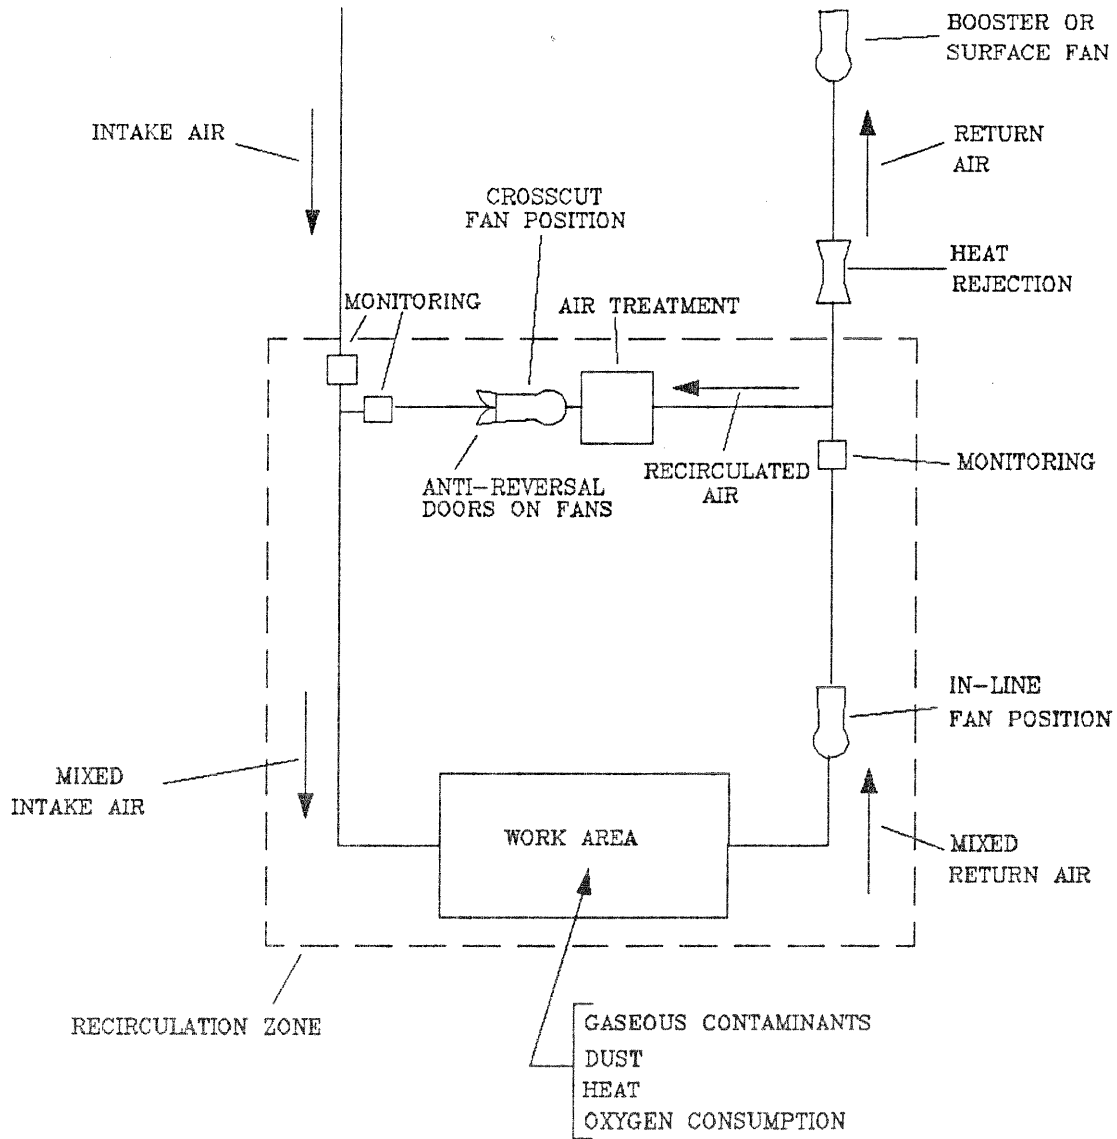 BOOSTER OR
SURFACE FAN
INTAKE AIR
RETURN
AIR
CROSSCUT
FAN POSITION
HEAT
REJECTION
MONITORING
AIR TREATMENT
RECIRCULATED
AIR
MONITORING
ANTI-REVERSAL
DOORS ON FANS
IN-LINE
FAN POSITION
MIXED
INTAKE AIR
WORK AREA
MIXED
RETURN AIR
RECIRCULATION ZONE
GASEOUS CONTAMINANTS
DUST
HEAT
OXYGEN CONSUMPTION